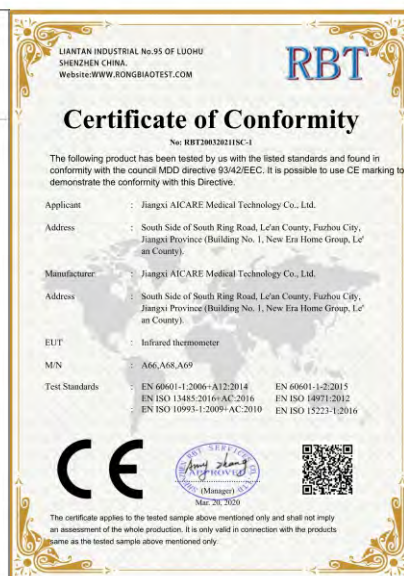 LIANTAN INDUSTRIAL No.95 OF LUOHU
SHENZHEN CHINA.
Website:WWW.RONGBIAOTEST.COM
RBT
Certificate of Conformity
No: RBT200320211SC-1
The following product has been tested by us with the listed standards and found in
conformity with the council MDD directive 93/42/EEC. It is possible to use CE marking to
demonstrate the conformity with this Directive.
Applicant : Jiangxi AICARE Medical Technology Co., Ltd.
Address : South Side of South Ring Road, Le'an County, Fuzhou City,
Jiangxi Province (Building No. 1, New Era Home Group, Le'
an County).
Manufacturer : Jiangxi AICARE Medical Technology Co., Ltd.
Address : South Side of South Ring Road, Le'an County, Fuzhou City,
Jiangxi Province (Building No. 1, New Era Home Group, Le'
an County).
EUT : Infrared thermometer
M/N : A66,A68,A69
Test Standards : EN 60601-1:2006+A12:2014 EN 60601-1-2:2015
: EN ISO 13485:2016+AC:2016 EN ISO 14971:2012
: EN ISO 10993-1:2009+AC:2010 EN ISO 15223-1:2016
CE
RBT SERVICES CO
Amy zhang
APPROVED
(Manager)
Mar. 20, 2020
The certificate applies to the tested sample above mentioned only and shall not imply
an assessment of the whole production. It is only valid in connection with the products
same as the tested sample above mentioned only.